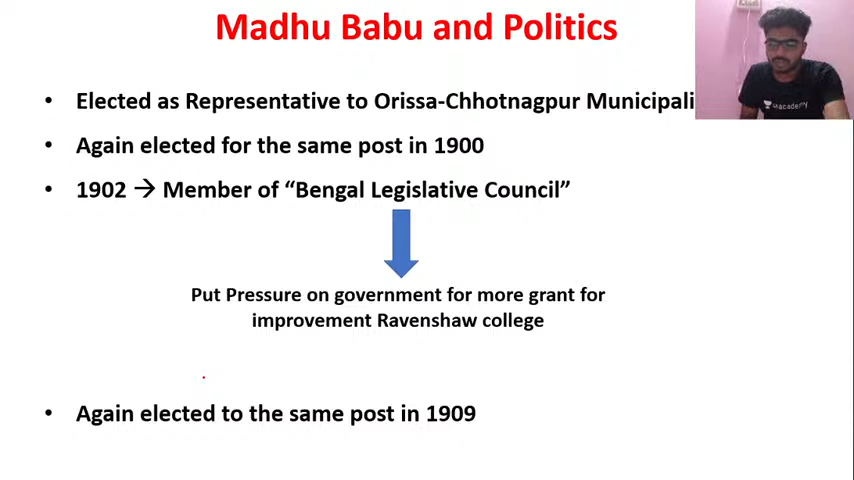 Madhu Babu and Politics
• Elected as Representative to Orissa-Chhotnagpur
• Again elected for the same post in 1900
• 1902 → Member of “Bengal Legislative Council”
Put Pressure on government for more grant for
improvement Ravenshaw college
• Again elected to the same post in 1909